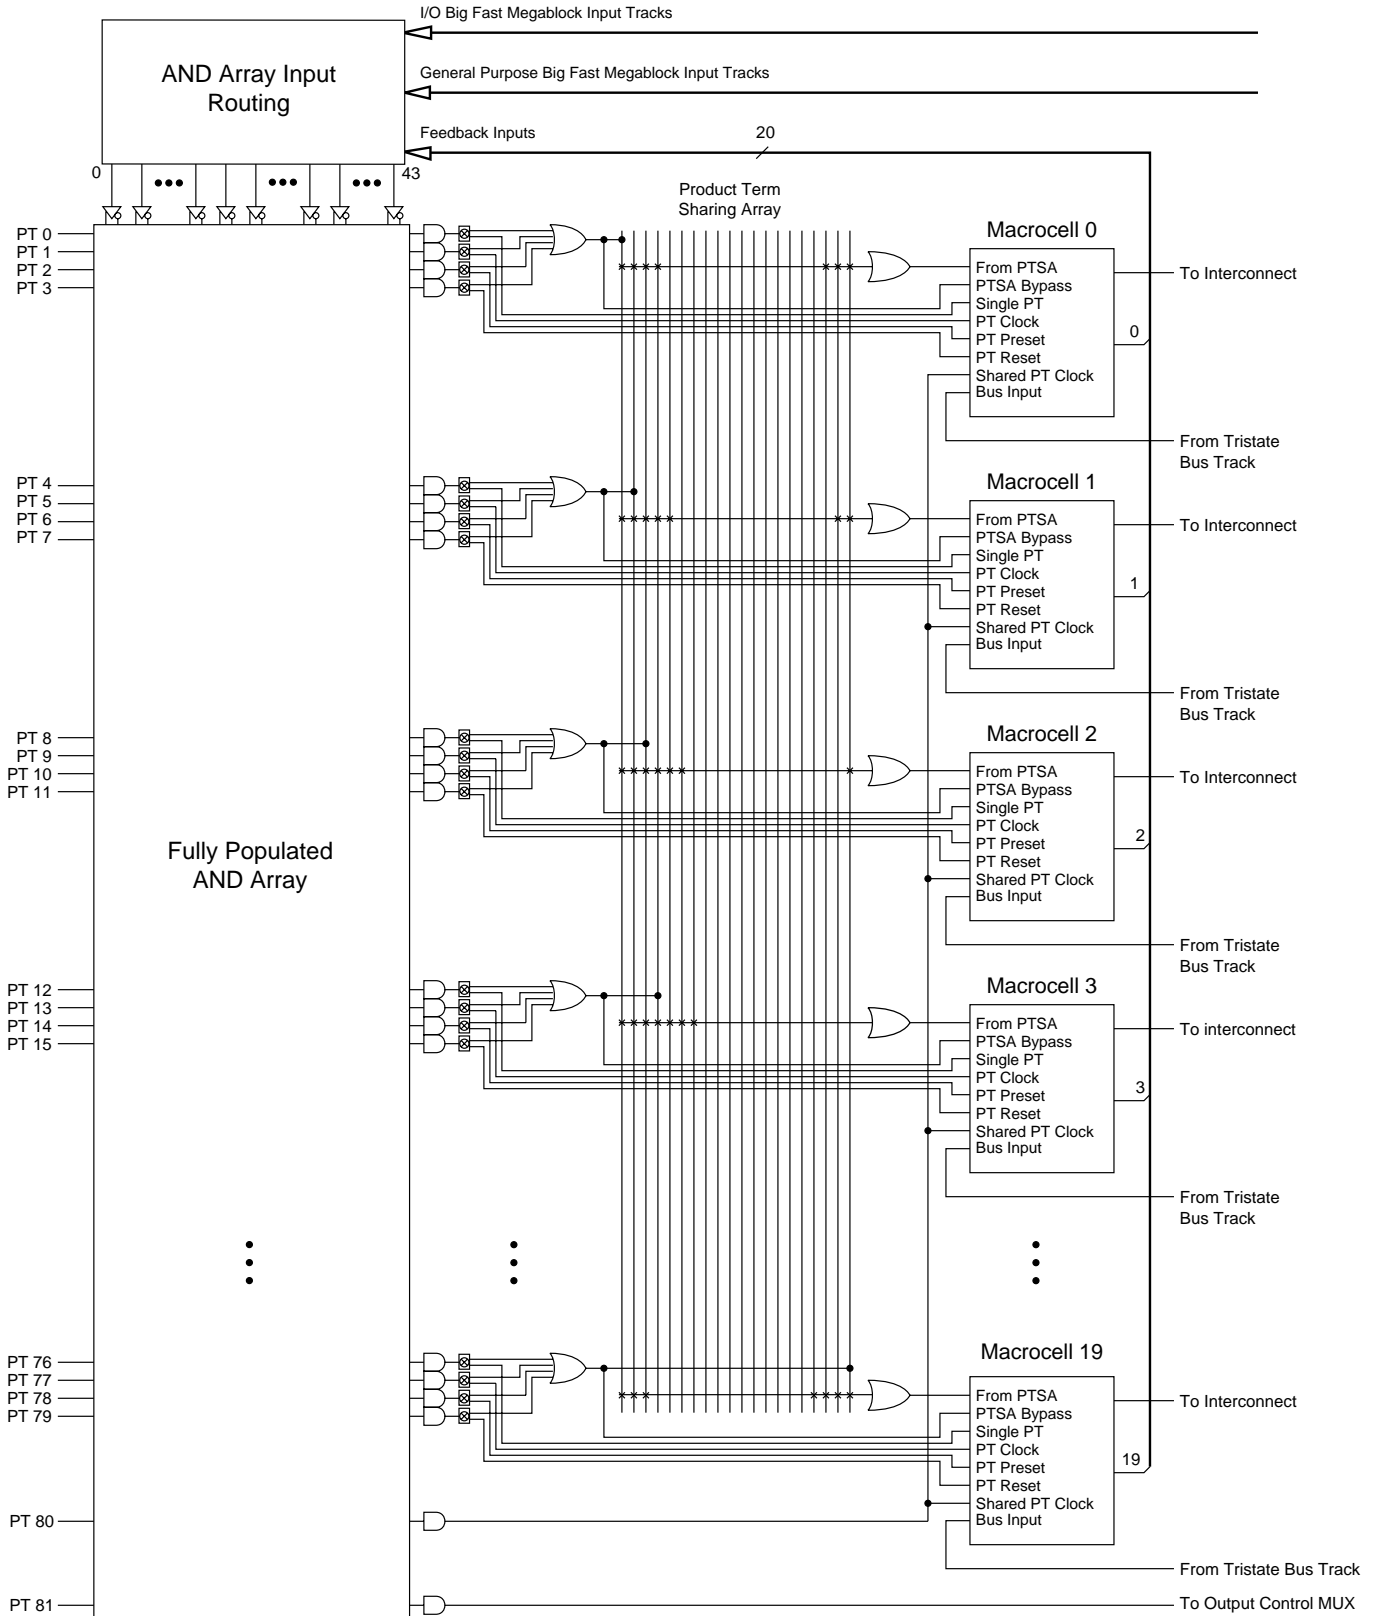 I/O Big Fast Megablock Input Tracks
AND Array Input
Routing
General Purpose Big Fast Megablock Input Tracks
Feedback Inputs
20
0
43
Product Term
Sharing Array
PT 0
PT 1
PT 2
PT 3
Macrocell 0
From PTSA
PTSA Bypass
Single PT
PT Clock
PT Preset
PT Reset
Shared PT Clock
Bus Input
To Interconnect
0
From Tristate
Bus Track
PT 4
PT 5
PT 6
PT 7
Macrocell 1
From PTSA
PTSA Bypass
Single PT
PT Clock
PT Preset
PT Reset
Shared PT Clock
Bus Input
To Interconnect
1
From Tristate
Bus Track
PT 8
PT 9
PT 10
PT 11
Macrocell 2
From PTSA
PTSA Bypass
Single PT
PT Clock
PT Preset
PT Reset
Shared PT Clock
Bus Input
To Interconnect
2
From Tristate
Bus Track
Fully Populated
AND Array
PT 12
PT 13
PT 14
PT 15
Macrocell 3
From PTSA
PTSA Bypass
Single PT
PT Clock
PT Preset
PT Reset
Shared PT Clock
Bus Input
To interconnect
3
From Tristate
Bus Track
PT 76
PT 77
PT 78
PT 79
Macrocell 19
From PTSA
PTSA Bypass
Single PT
PT Clock
PT Preset
PT Reset
Shared PT Clock
Bus Input
To Interconnect
19
PT 80
From Tristate Bus Track
PT 81
To Output Control MUX